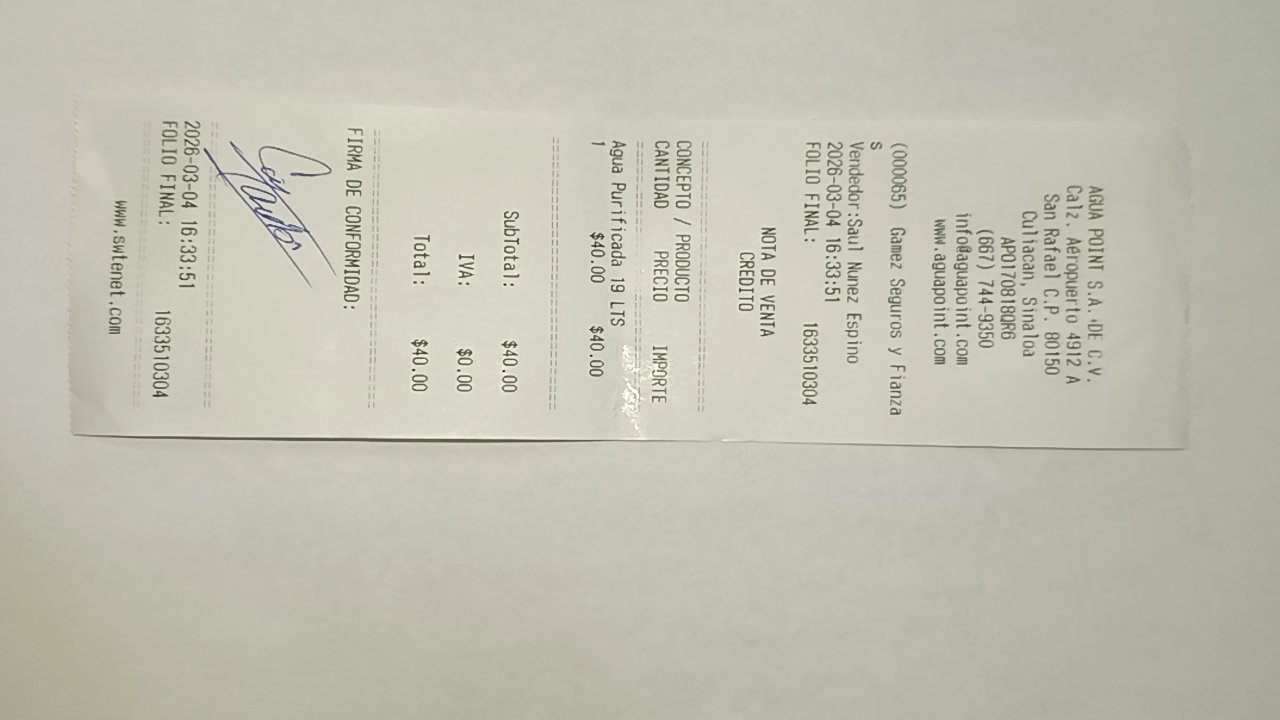 AGUA POINT S.A. DE C.V.
Calz. Aeropuerto 4912 A
San Rafael C.P. 80150
Culiacan, Sinaloa
APO170818QR6
(667) 744-9350
info@aguapoint.com
www.aguapoint.com
(000065) Gamez Seguros y Fianza
s
Vendedor:Saul Nunez Espino
2026-03-04 16:33:51
FOLIO FINAL: 1633510304
NOTA DE VENTA
CREDITO
CONCEPTO / PRODUCTO
CANTIDAD PRECIO IMPORTE
Agua Purificada 19 LTS
1 $40.00 $40.00
SubTotal: $40.00
IVA: $0.00
Total: $40.00
FIRMA DE CONFORMIDAD:
2026-03-04 16:33:51
FOLIO FINAL: 1633510304
www.swtenet.com